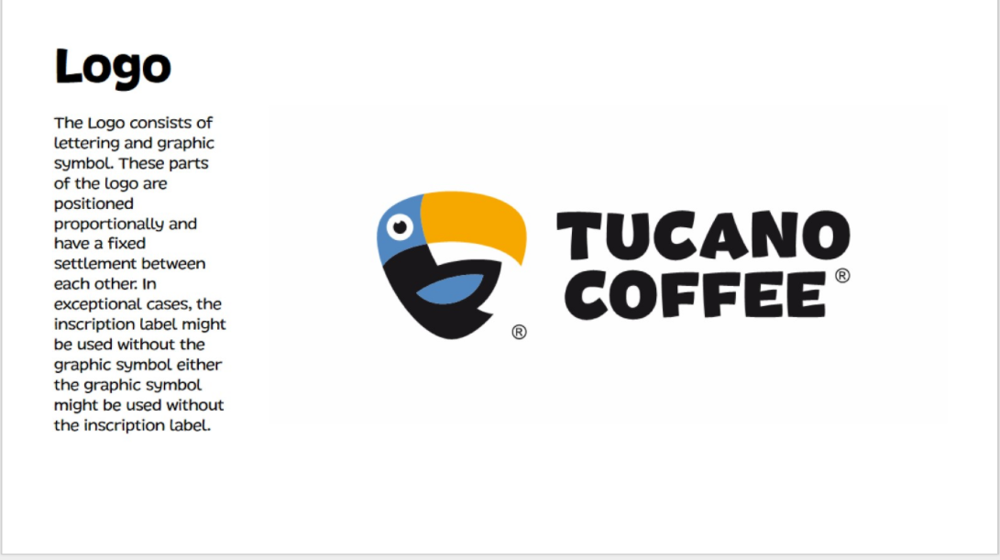 Logo
The Logo consists of
lettering and graphic
symbol. These parts
of the logo are
positioned
proportionally and
have a fixed
settlement between
each other. In
exceptional cases, the
inscription label might
be used without the
graphic symbol either
the graphic symbol
might be used without
the inscription label.
TUCANO
COFFEE ®
®